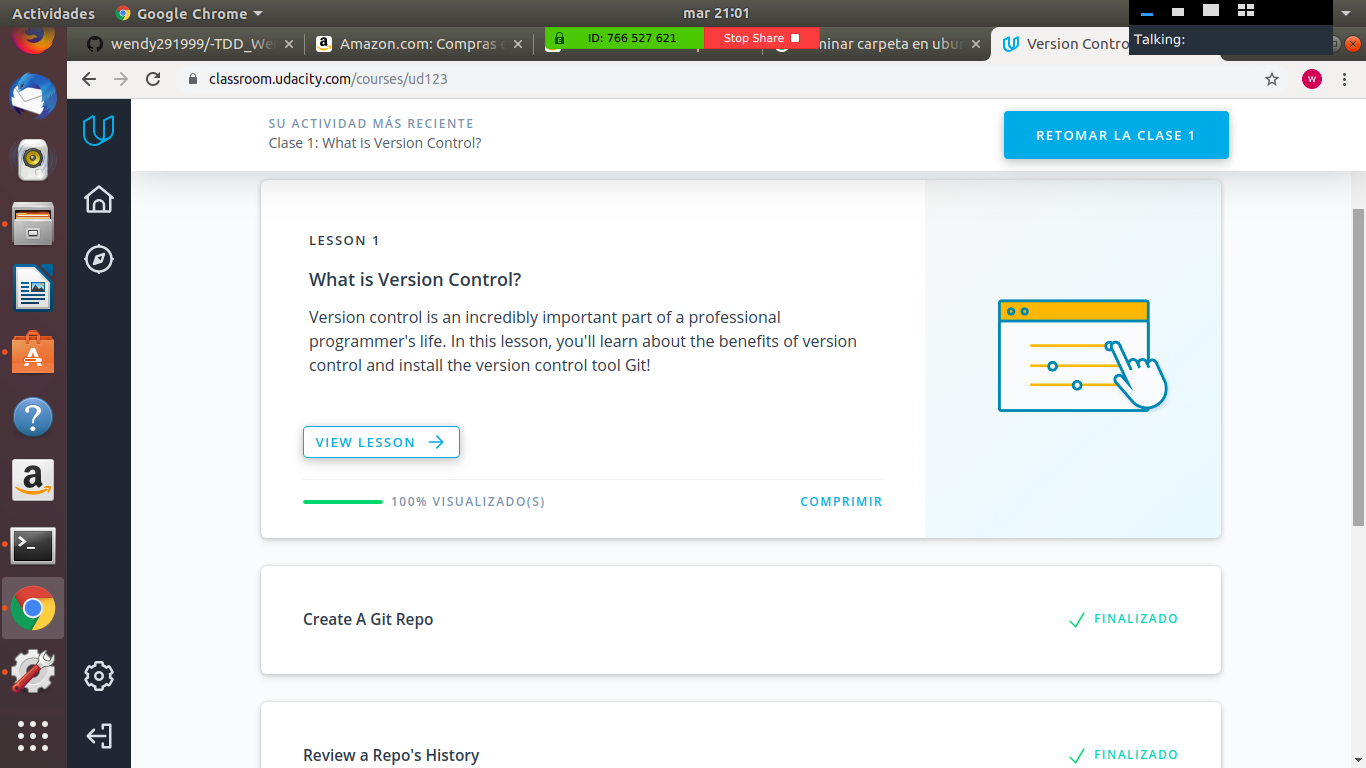 Actividades
Google Chrome
mar 21:01
wendy291999/-TDD_We
Amazon.com: Compras
ID: 766 527 621
Stop Share
minar carpeta en ubu
Version Contro
Talking:
classroom.udacity.com/courses/ud123
w
SU ACTIVIDAD MÁS RECIENTE
Clase 1: What is Version Control?
RETOMAR LA CLASE 1
LESSON 1
What is Version Control?
Version control is an incredibly important part of a professional
programmer's life. In this lesson, you'll learn about the benefits of version
control and install the version control tool Git!
VIEW LESSON
100% VISUALIZADO(S)
COMPRIMIR
Create A Git Repo
FINALIZADO
Review a Repo's History
FINALIZADO